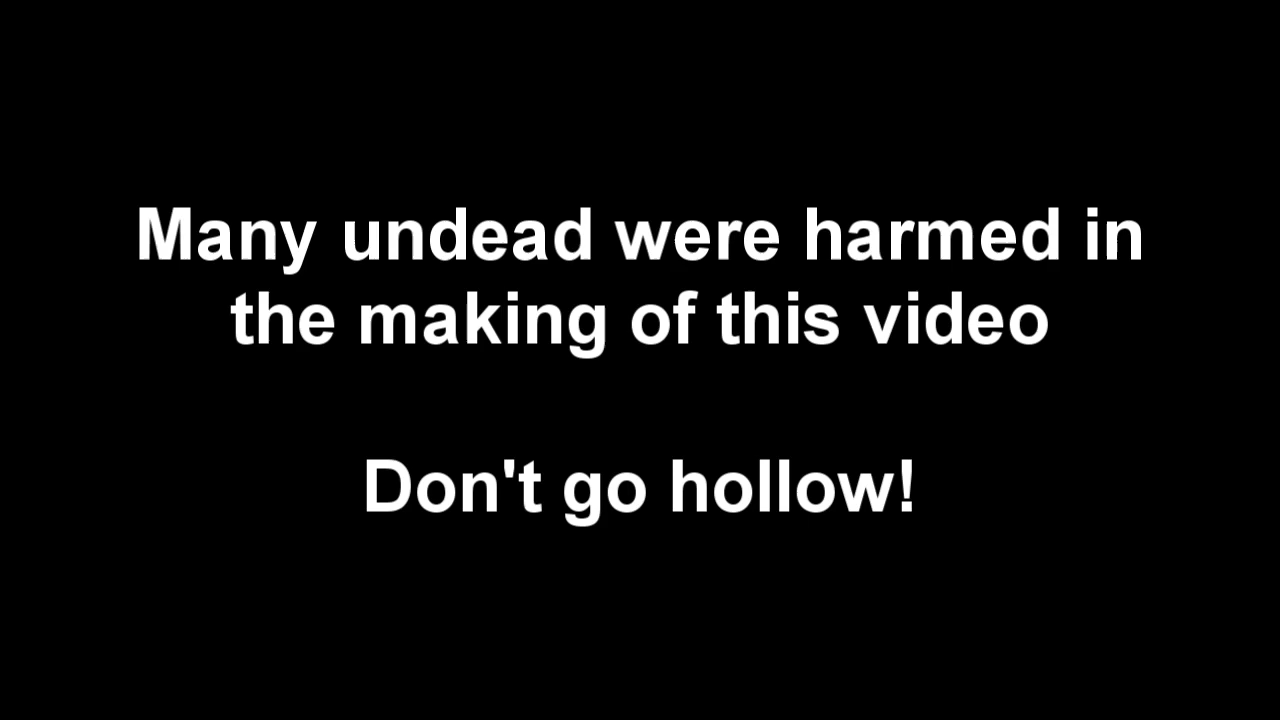 Many undead were harmed in
the making of this video
Don't go hollow!